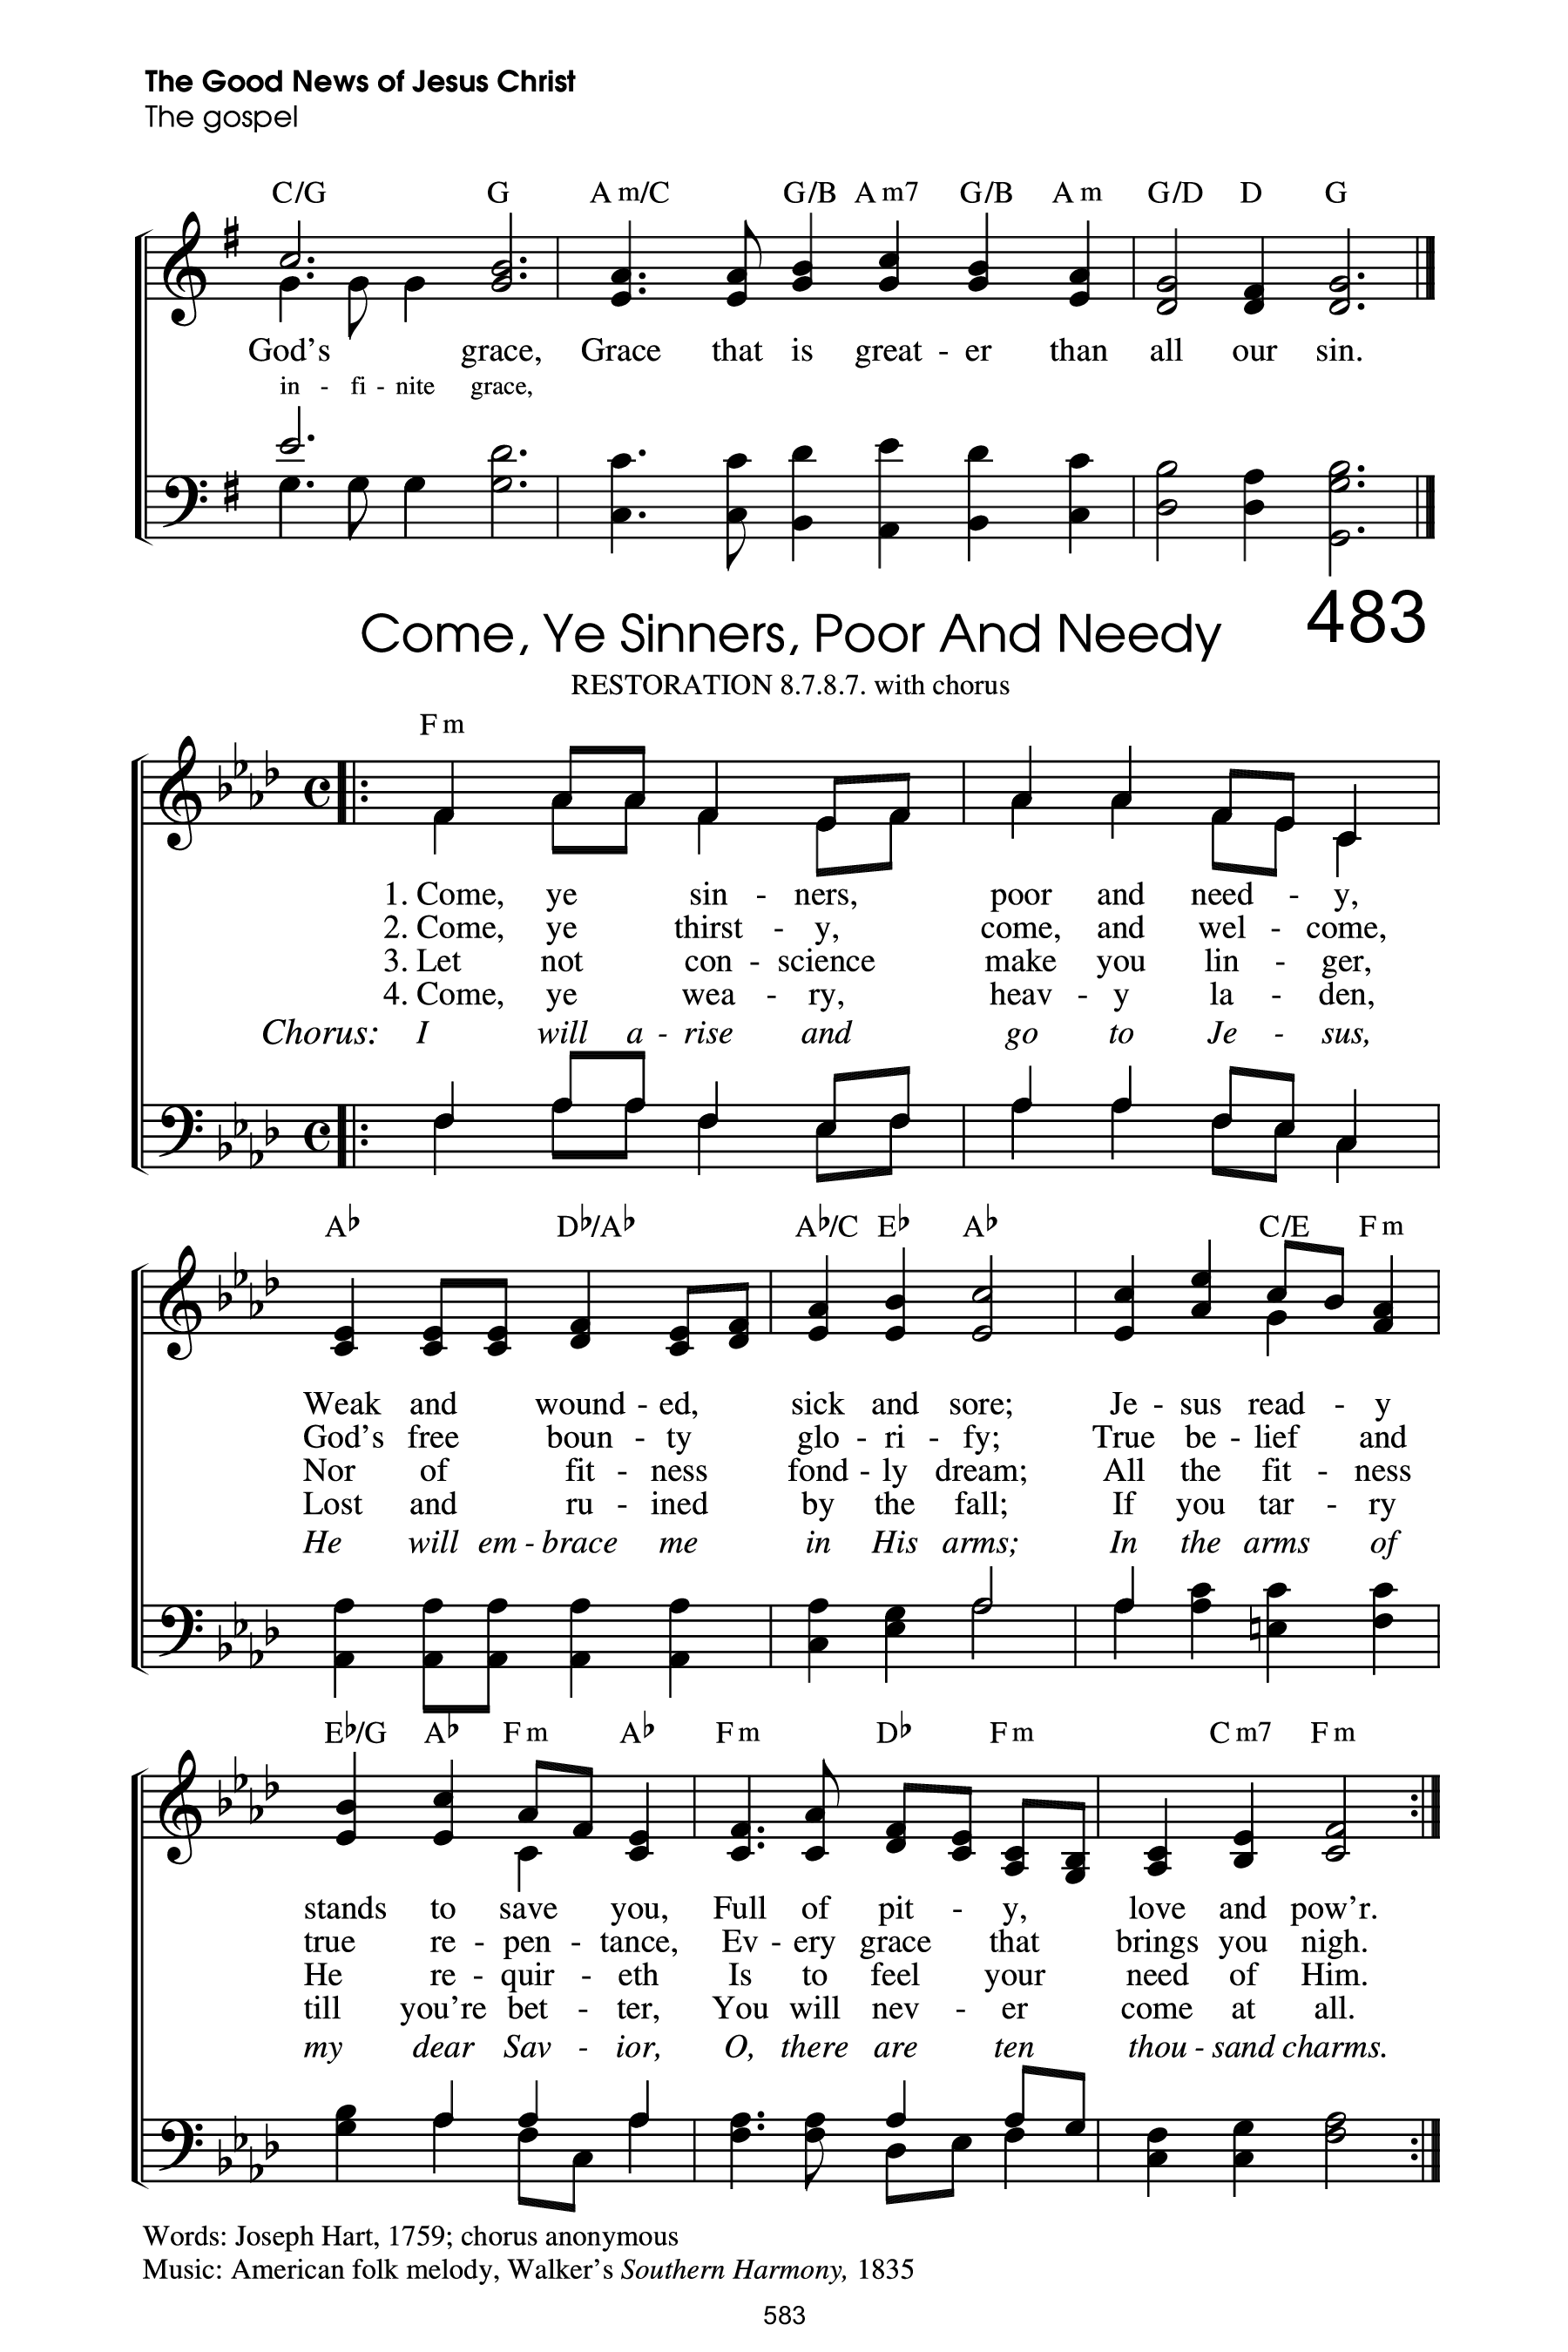 The Good News of Jesus Christ
The gospel
C/G G A m/C G/B A m7 G/B A m G/D D G
God's grace, Grace that is great - er than all our sin.
in - fi - nite grace,
Come, Ye Sinners, Poor And Needy 483
RESTORATION 8.7.8.7. with chorus
F m
1. Come, ye sin - ners, poor and need - y,
2. Come, ye thirst - y, come, and wel - come,
3. Let not con - science make you lin - ger,
4. Come, ye wea - ry, heav - y la - den,
Chorus: I will a - rise and go to Je - sus,
A♭ D♭/A♭ A♭/C E♭ A♭ C/E F m
Weak and wound - ed, sick and sore; Je - sus read - y
God's free boun - ty glo - ri - fy; True be - lief and
Nor of fit - ness fond - ly dream; All the fit - ness
Lost and ru - ined by the fall; If you tar - ry
He will em - brace me in His arms; In the arms of
E♭/G A♭ F m A♭ F m D♭ F m C m7 F m
stands to save you, Full of pit - y, love and pow'r.
true re - pen - tance, Ev - ery grace that brings you nigh.
He re - quir - eth Is to feel your need of Him.
till you're bet - ter, You will nev - er come at all.
my dear Sav - ior, O, there are ten thou - sand charms.
Words: Joseph Hart, 1759; chorus anonymous
Music: American folk melody, Walker's Southern Harmony, 1835
583